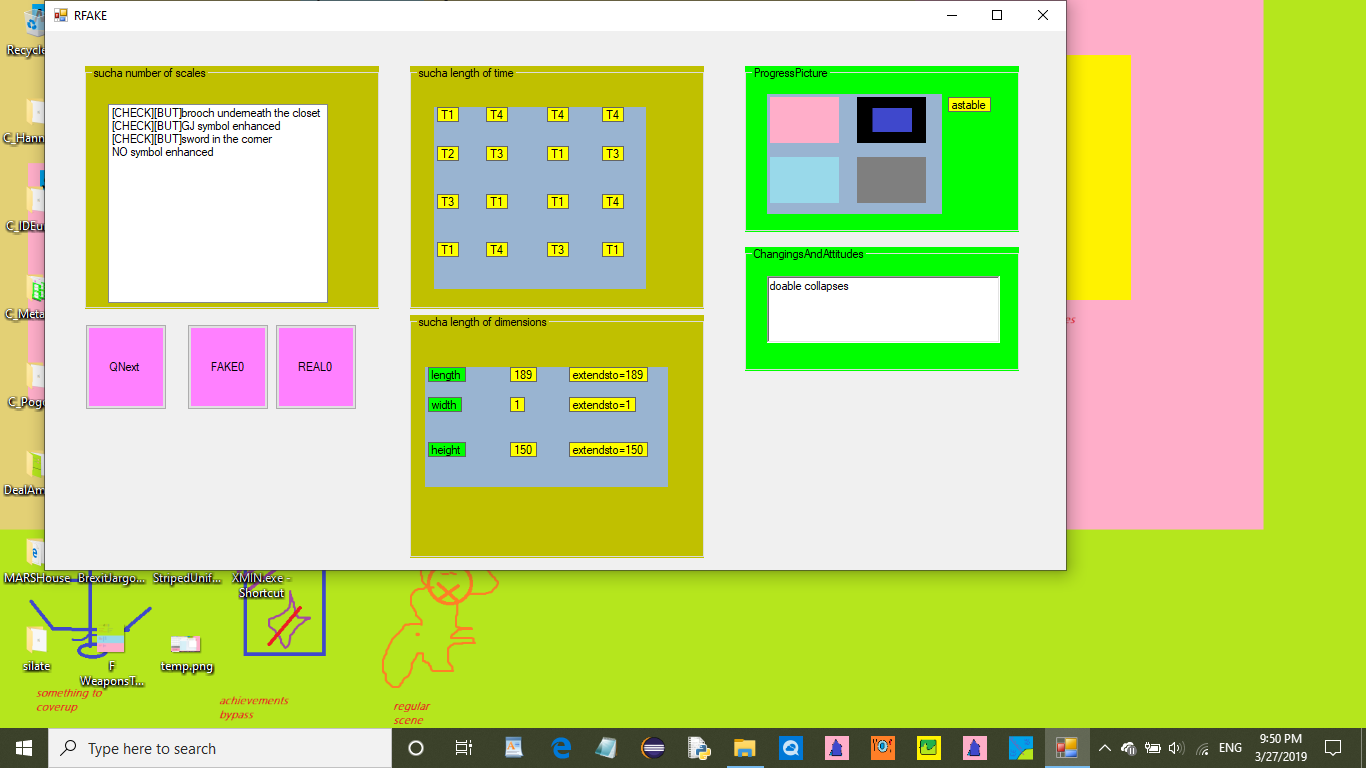 RFAKE
Recycle
sucha number of scales
[CHECK][BUT]brooch underneath the closet
[CHECK][BUT]GJ symbol enhanced
[CHECK][BUT]sword in the corner
NO symbol enhanced
QNext
FAKE0
REAL0
sucha length of time
T1 T4 T4 T4
T2 T3 T1 T3
T3 T1 T1 T4
T1 T4 T3 T1
sucha length of dimensions
length 189 extendsto=189
width 1 extendsto=1
height 150 extendsto=150
ProgressPicture
astable
ChangingsAndAttitudes
doable collapses
C_Hann
C_IDEu
C_Meta
C_Pog
DealAm
MARSHouse
BrexitJargo...
StripedUnif...
XMIN.exe -
Shortcut
silate
F
WeaponsT...
temp.png
something to
coverup
achievements
bypass
regular
scene
Type here to search
ENG
9:50 PM
3/27/2019